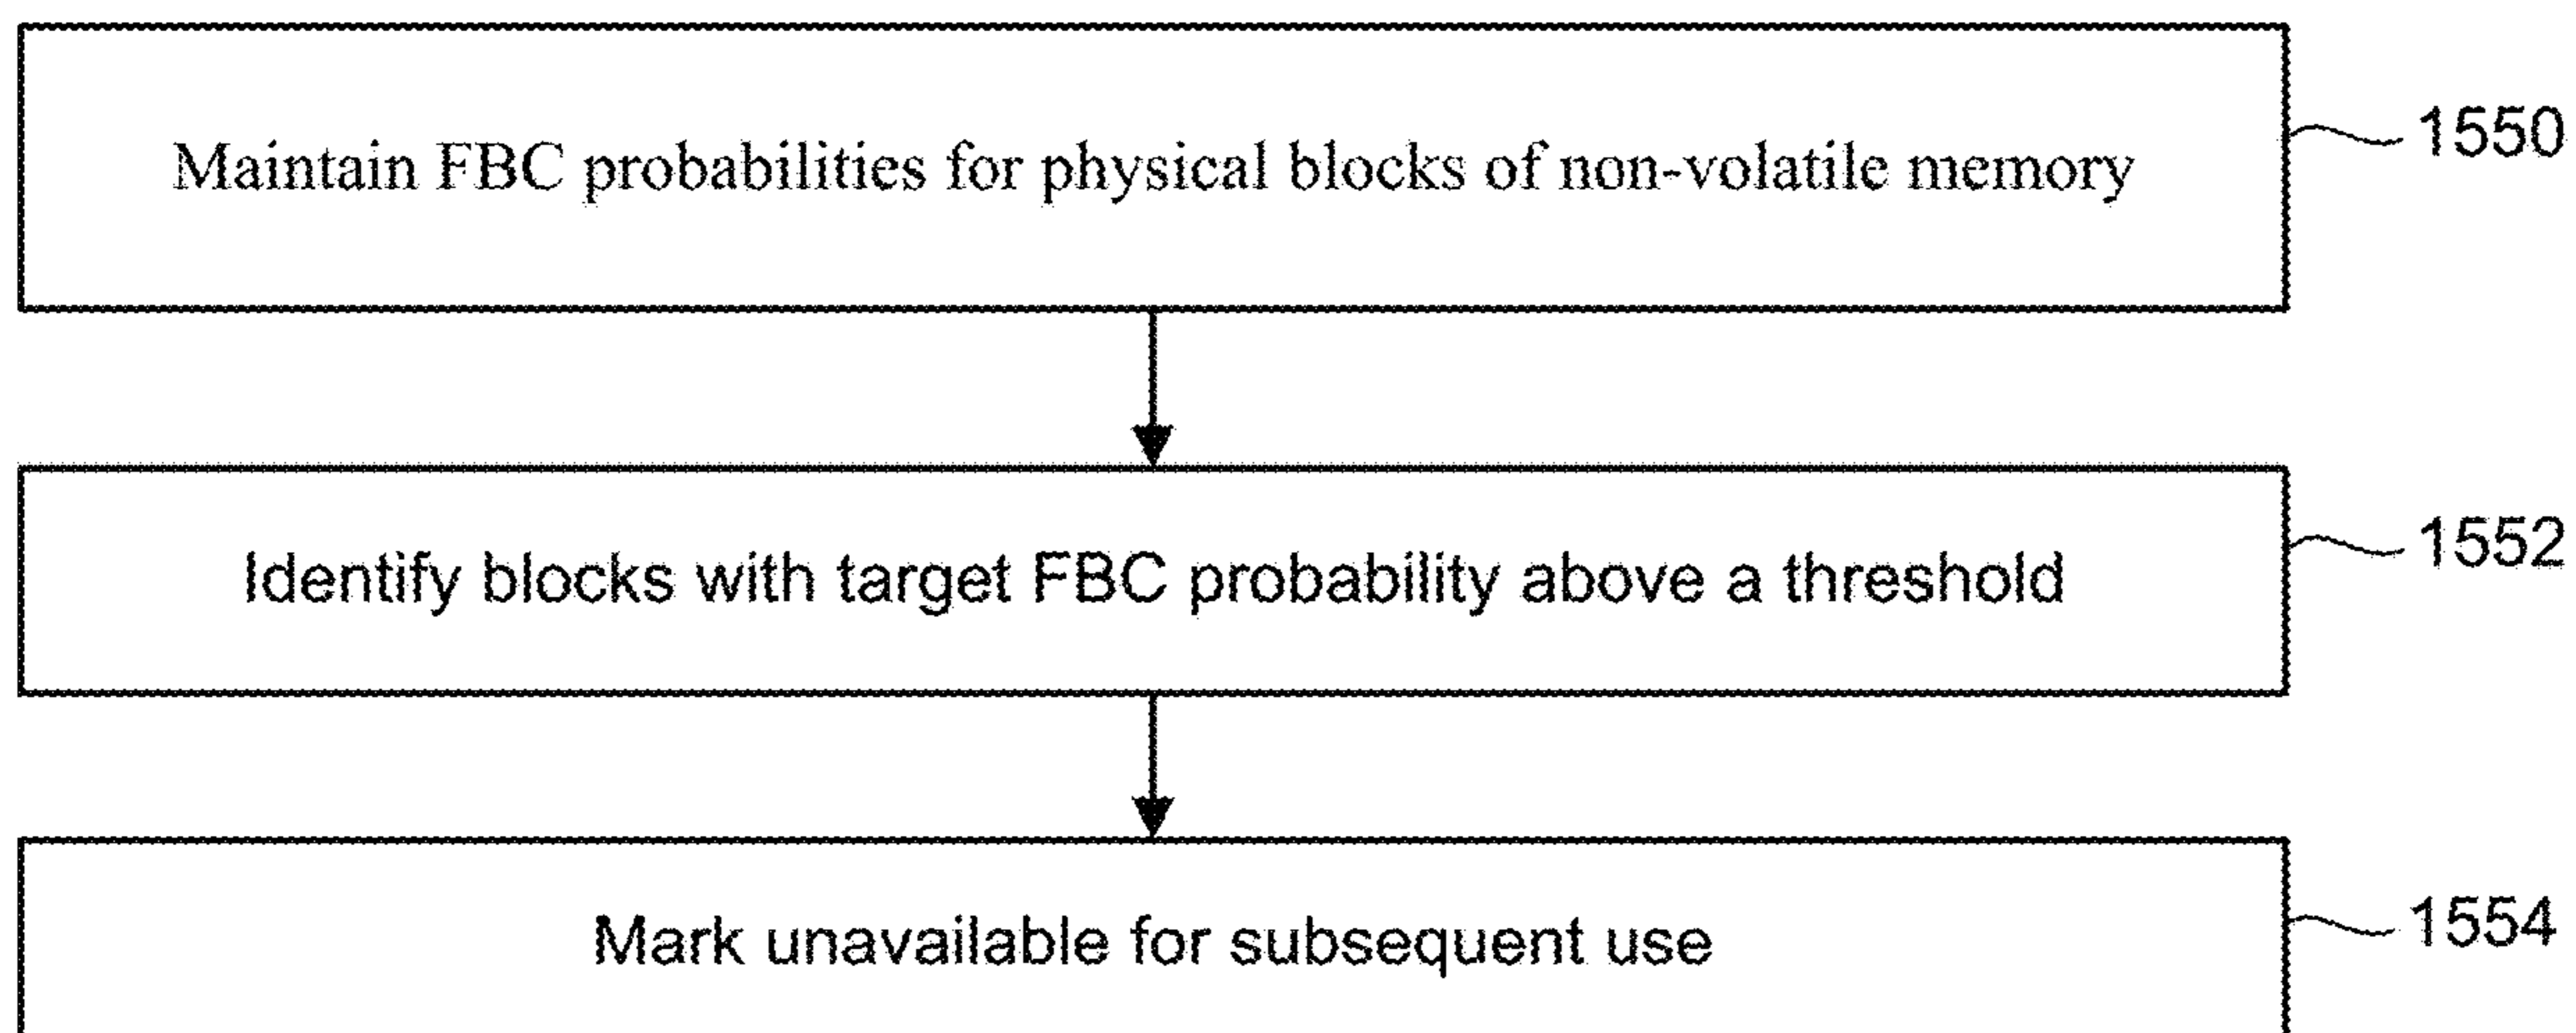 Maintain FBC probabilities for physical blocks of non-volatile memory
1550
Identify blocks with target FBC probability above a threshold
1552
Mark unavailable for subsequent use
1554